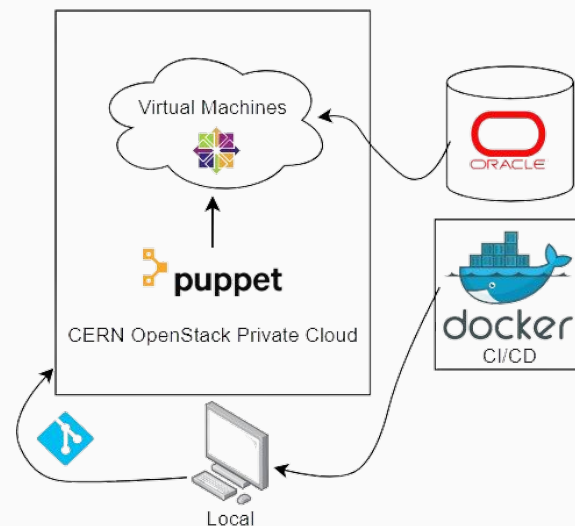 Virtual Machines
ORACLE
puppet
CERN OpenStack Private Cloud
docker
CI/CD
Local